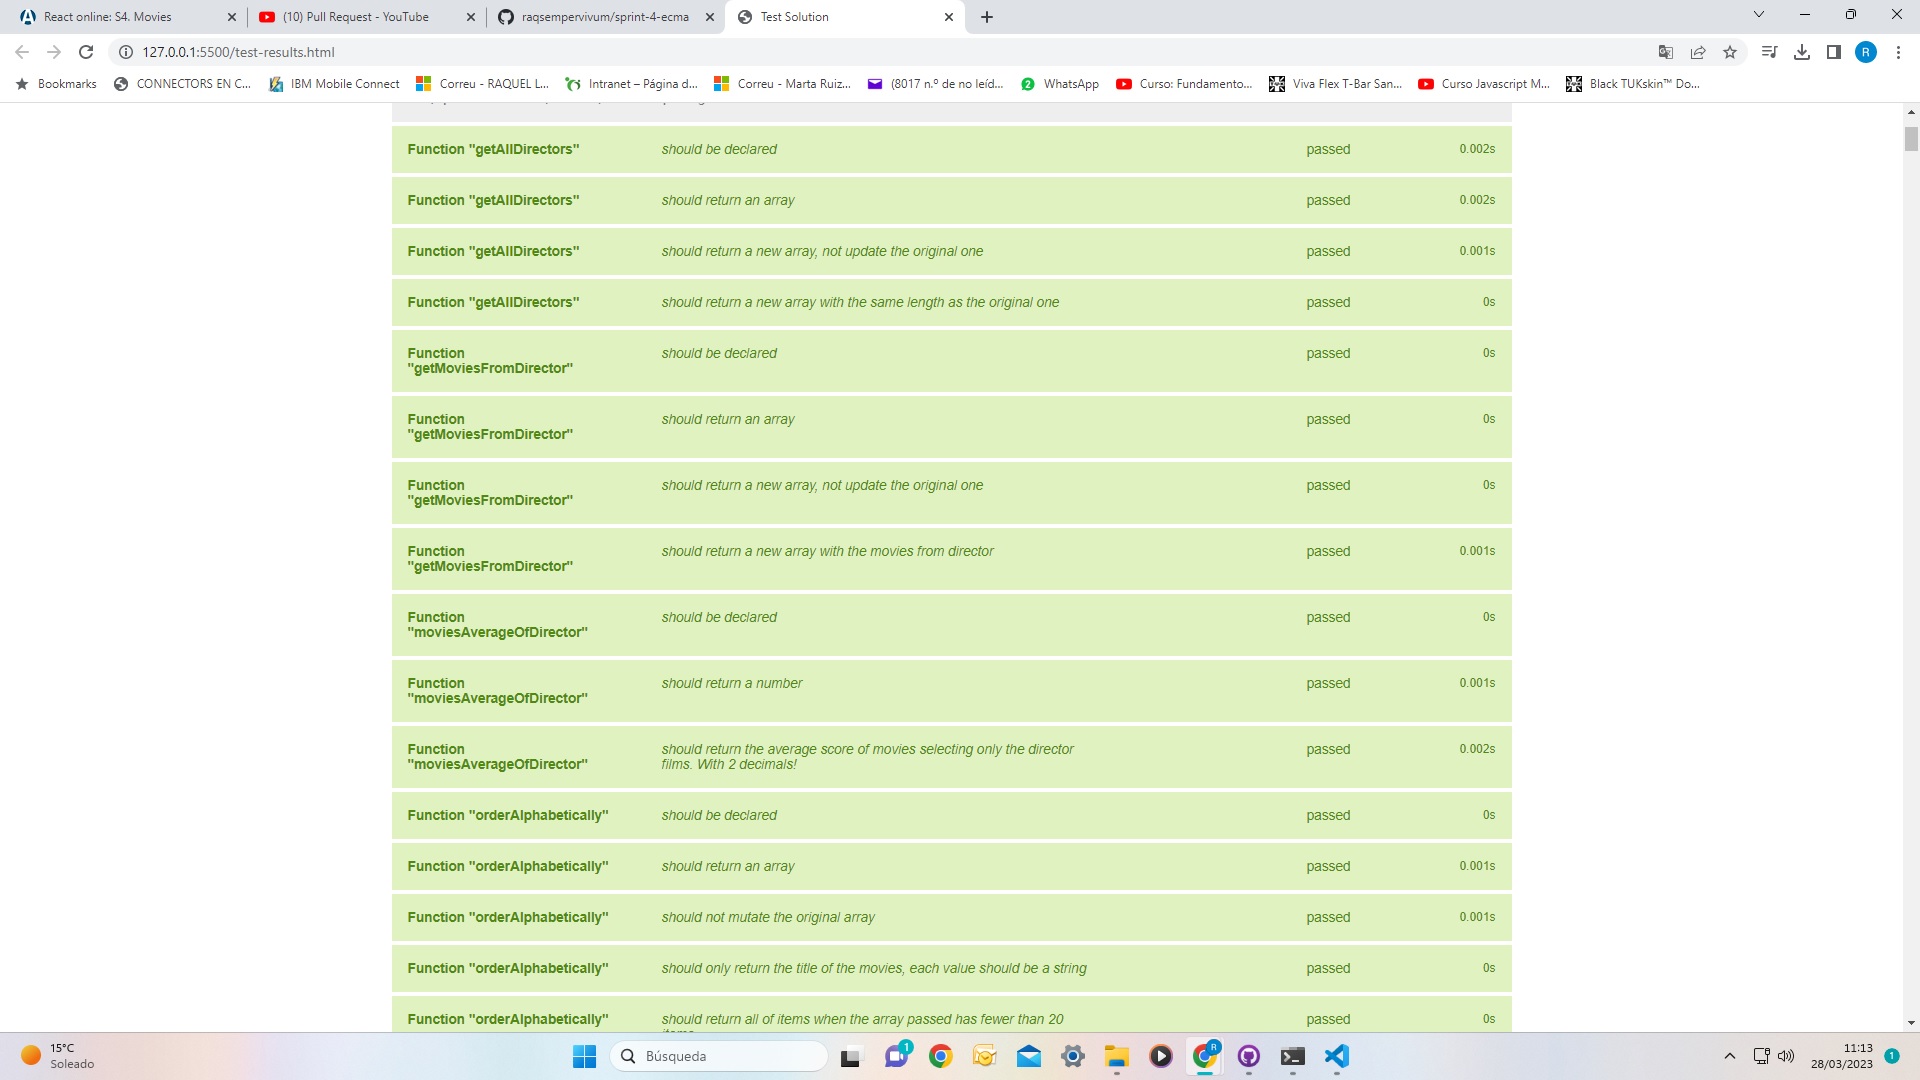 React online: S4. Movies
(10) Pull Request - YouTube
raqsempervivum/sprint-4-ecma
Test Solution
127.0.0.1:5500/test-results.html
R
Bookmarks
CONNECTORS EN C...
IBM Mobile Connect
Correu - RAQUEL L...
Intranet – Página d...
Correu - Marta Ruiz...
(8017 n.º de no leíd...
2
WhatsApp
Curso: Fundamento...
Viva Flex T-Bar San...
Curso Javascript M...
Black TUKskin™ Do...
Function "getAllDirectors" should be declared passed 0.002s
Function "getAllDirectors" should return an array passed 0.002s
Function "getAllDirectors" should return a new array, not update the original one passed 0.001s
Function "getAllDirectors" should return a new array with the same length as the original one passed 0s
Function should be declared passed 0s
"getMoviesFromDirector"
Function should return an array passed 0s
"getMoviesFromDirector"
Function should return a new array, not update the original one passed 0s
"getMoviesFromDirector"
Function should return a new array with the movies from director passed 0.001s
"getMoviesFromDirector"
Function should be declared passed 0s
"moviesAverageOfDirector"
Function should return a number passed 0.001s
"moviesAverageOfDirector"
Function should return the average score of movies selecting only the director passed 0.002s
"moviesAverageOfDirector" films. With 2 decimals!
Function "orderAlphabetically" should be declared passed 0s
Function "orderAlphabetically" should return an array passed 0.001s
Function "orderAlphabetically" should not mutate the original array passed 0.001s
Function "orderAlphabetically" should only return the title of the movies, each value should be a string passed 0s
Function "orderAlphabetically" should return all of items when the array passed has fewer than 20 passed 0s
15°C
Soleado
Búsqueda
1
R
11:13
28/03/2023
1